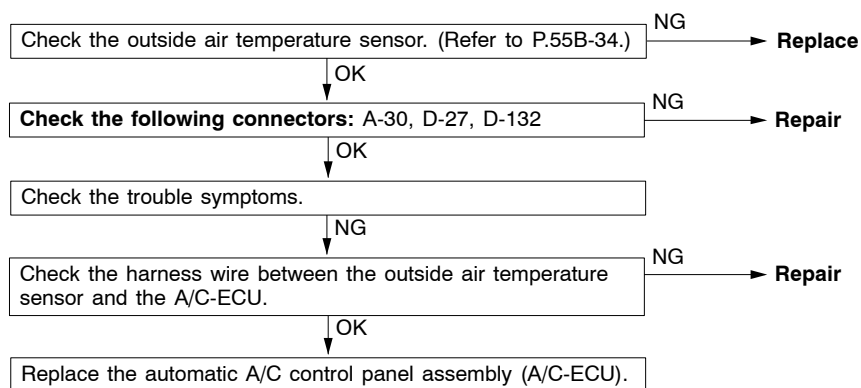 Check the outside air temperature sensor. (Refer to P.55B-34.)
NG
Replace
OK
Check the following connectors: A-30, D-27, D-132
NG
Repair
OK
Check the trouble symptoms.
NG
Check the harness wire between the outside air temperature
sensor and the A/C-ECU.
NG
Repair
OK
Replace the automatic A/C control panel assembly (A/C-ECU).